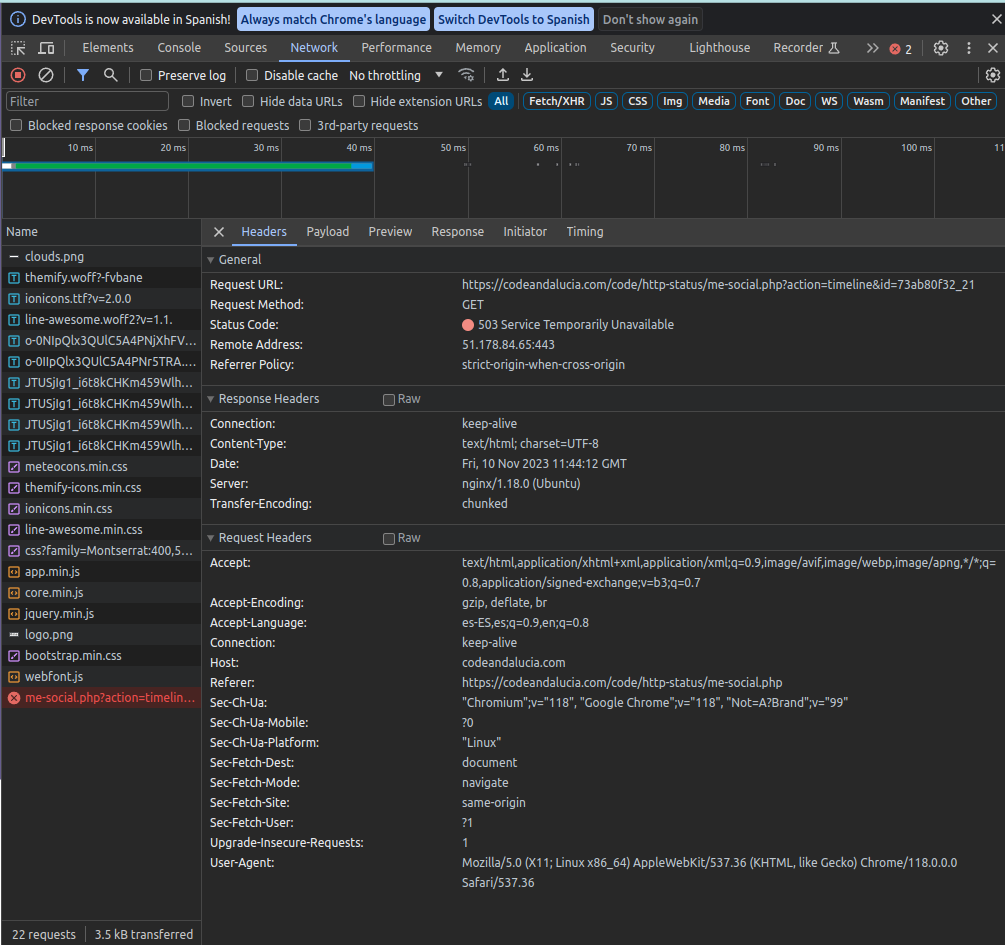 DevTools is now available in Spanish! Always match Chrome's language Switch DevTools to Spanish Don't show again
Elements Console Sources Network Performance Memory Application Security Lighthouse Recorder 2
Preserve log Disable cache No throttling
Filter Invert Hide data URLs Hide extension URLs All Fetch/XHR JS CSS Img Media Font Doc WS Wasm Manifest Other
Blocked response cookies Blocked requests 3rd-party requests
10 ms 20 ms 30 ms 40 ms 50 ms 60 ms 70 ms 80 ms 90 ms 100 ms 11
Name
clouds.png
themify.woff?-fvbane
ionicons.ttf?v=2.0.0
line-awesome.woff2?v=1.1.
o-0NIpQlx3QUlC5A4PNjXhFV...
o-0IIpQlx3QUlC5A4PNr5TRA....
JTUSjIg1_i6t8kCHKm459Wlh...
JTUSjIg1_i6t8kCHKm459Wlh...
JTUSjIg1_i6t8kCHKm459Wlh...
JTUSjIg1_i6t8kCHKm459Wlh...
meteocons.min.css
themify-icons.min.css
ionicons.min.css
line-awesome.min.css
css?family=Montserrat:400,5...
app.min.js
core.min.js
jquery.min.js
logo.png
bootstrap.min.css
webfont.js
me-social.php?action=timelin...
22 requests 3.5 kB transferred
Headers Payload Preview Response Initiator Timing
General
Request URL: https://codeandalucia.com/code/http-status/me-social.php?action=timeline&id=73ab80f32_21
Request Method: GET
Status Code: 503 Service Temporarily Unavailable
Remote Address: 51.178.84.65:443
Referrer Policy: strict-origin-when-cross-origin
Response Headers Raw
Connection: keep-alive
Content-Type: text/html; charset=UTF-8
Date: Fri, 10 Nov 2023 11:44:12 GMT
Server: nginx/1.18.0 (Ubuntu)
Transfer-Encoding: chunked
Request Headers Raw
Accept: text/html,application/xhtml+xml,application/xml;q=0.9,image/avif,image/webp,image/apng,*/*;q=
0.8,application/signed-exchange;v=b3;q=0.7
Accept-Encoding: gzip, deflate, br
Accept-Language: es-ES,es;q=0.9,en;q=0.8
Connection: keep-alive
Host: codeandalucia.com
Referer: https://codeandalucia.com/code/http-status/me-social.php
Sec-Ch-Ua: "Chromium";v="118", "Google Chrome";v="118", "Not=A?Brand";v="99"
Sec-Ch-Ua-Mobile: ?0
Sec-Ch-Ua-Platform: "Linux"
Sec-Fetch-Dest: document
Sec-Fetch-Mode: navigate
Sec-Fetch-Site: same-origin
Sec-Fetch-User: ?1
Upgrade-Insecure-Requests: 1
User-Agent: Mozilla/5.0 (X11; Linux x86_64) AppleWebKit/537.36 (KHTML, like Gecko) Chrome/118.0.0.0
Safari/537.36